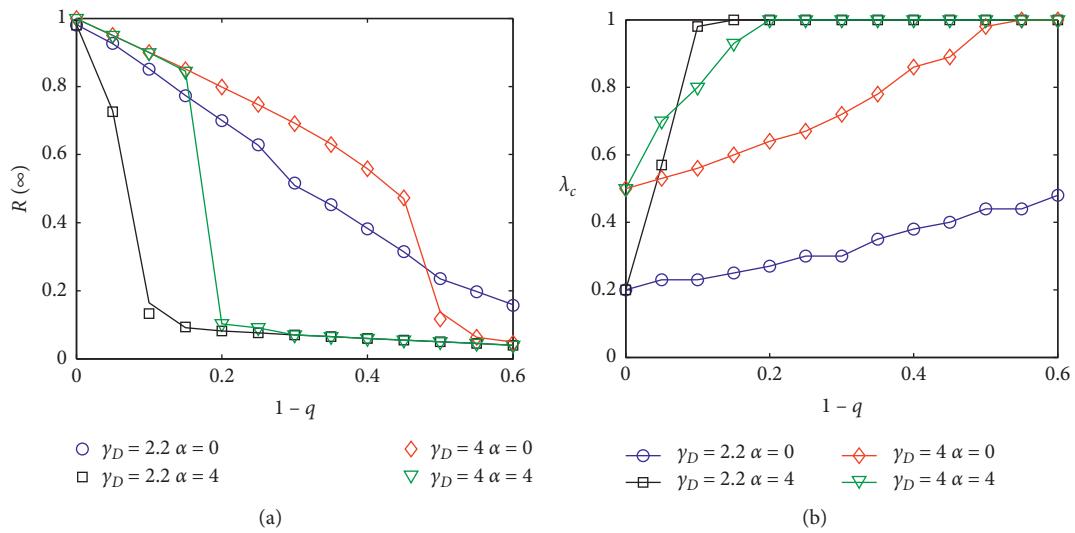 1
0.8
0.6
0.4
0.2
0
R (∞)
0
0.2
0.4
0.6
1 – q
γD = 2.2 α = 0
γD = 4 α = 0
γD = 2.2 α = 4
γD = 4 α = 4
(a)
1
0.8
0.6
0.4
0.2
0
λc
0
0.2
0.4
0.6
1 – q
γD = 2.2 α = 0
γD = 4 α = 0
γD = 2.2 α = 4
γD = 4 α = 4
(b)